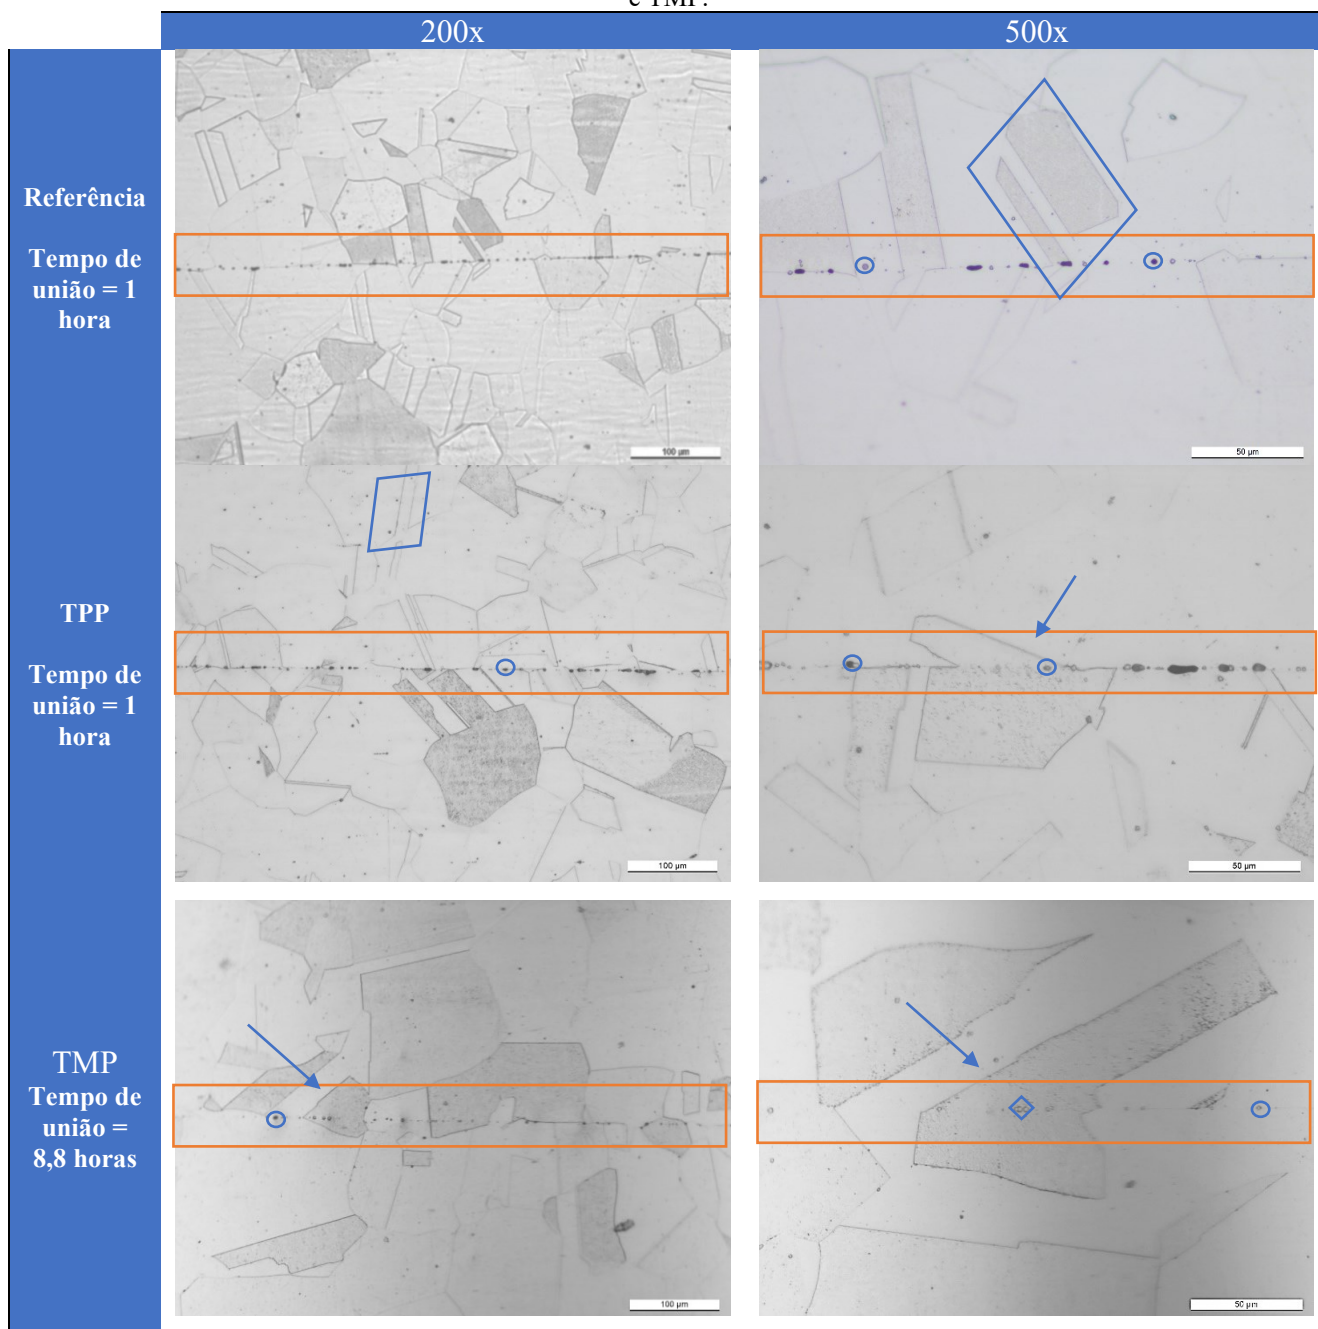 e TMP.
200x
500x
Referência
Tempo de
união = 1
hora
100 µm
50 µm
TPP
Tempo de
união = 1
hora
100 µm
50 µm
TMP
Tempo de
união =
8,8 horas
100 µm
50 µm